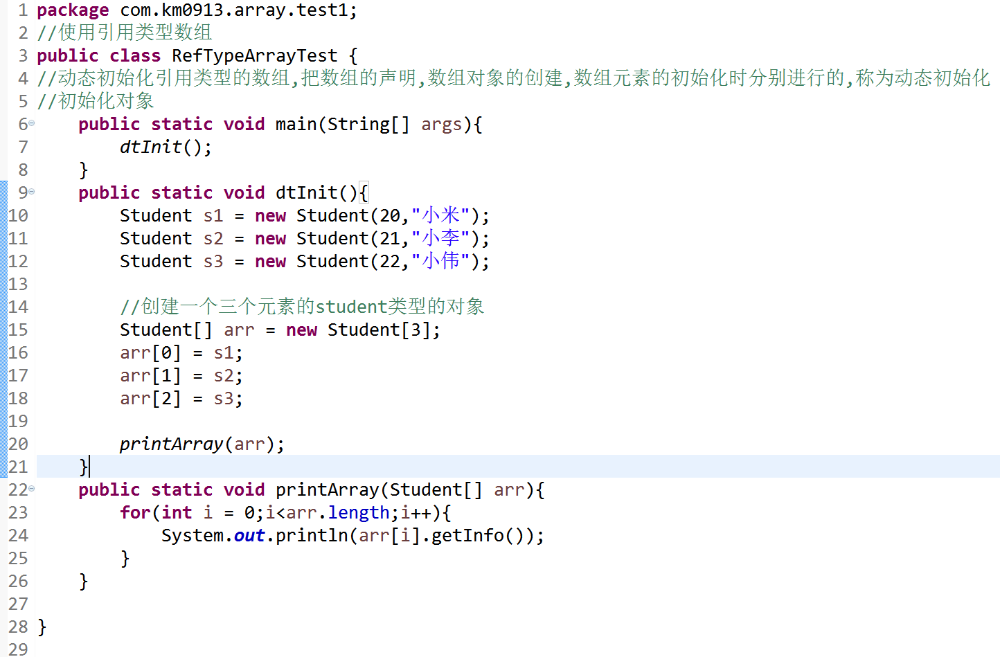 1 package com.km0913.array.test1;
2 //使用引用类型数组
3 public class RefTypeArrayTest {
4 //动态初始化引用类型的数组,把数组的声明,数组对象的创建,数组元素的初始化时分别进行的,称为动态初始化
5 //初始化对象
6     public static void main(String[] args){
7         dtInit();
8     }
9     public static void dtInit(){
10         Student s1 = new Student(20,"小米");
11         Student s2 = new Student(21,"小李");
12         Student s3 = new Student(22,"小伟");
13
14         //创建一个三个元素的student类型的对象
15         Student[] arr = new Student[3];
16         arr[0] = s1;
17         arr[1] = s2;
18         arr[2] = s3;
19
20         printArray(arr);
21     }
22     public static void printArray(Student[] arr){
23         for(int i = 0;i<arr.length;i++){
24             System.out.println(arr[i].getInfo());
25         }
26     }
27
28 }
29